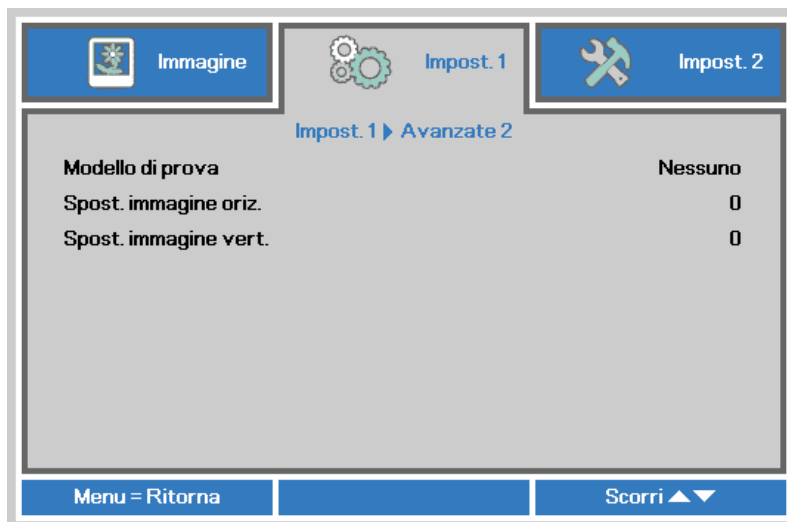 Immagine
Impost. 1
Impost. 2
Impost. 1 ▶ Avanzate 2
Modello di prova Nessuno
Spost. immagine oriz. 0
Spost. immagine vert. 0
Menu = Ritorna
Scorri ▲▼